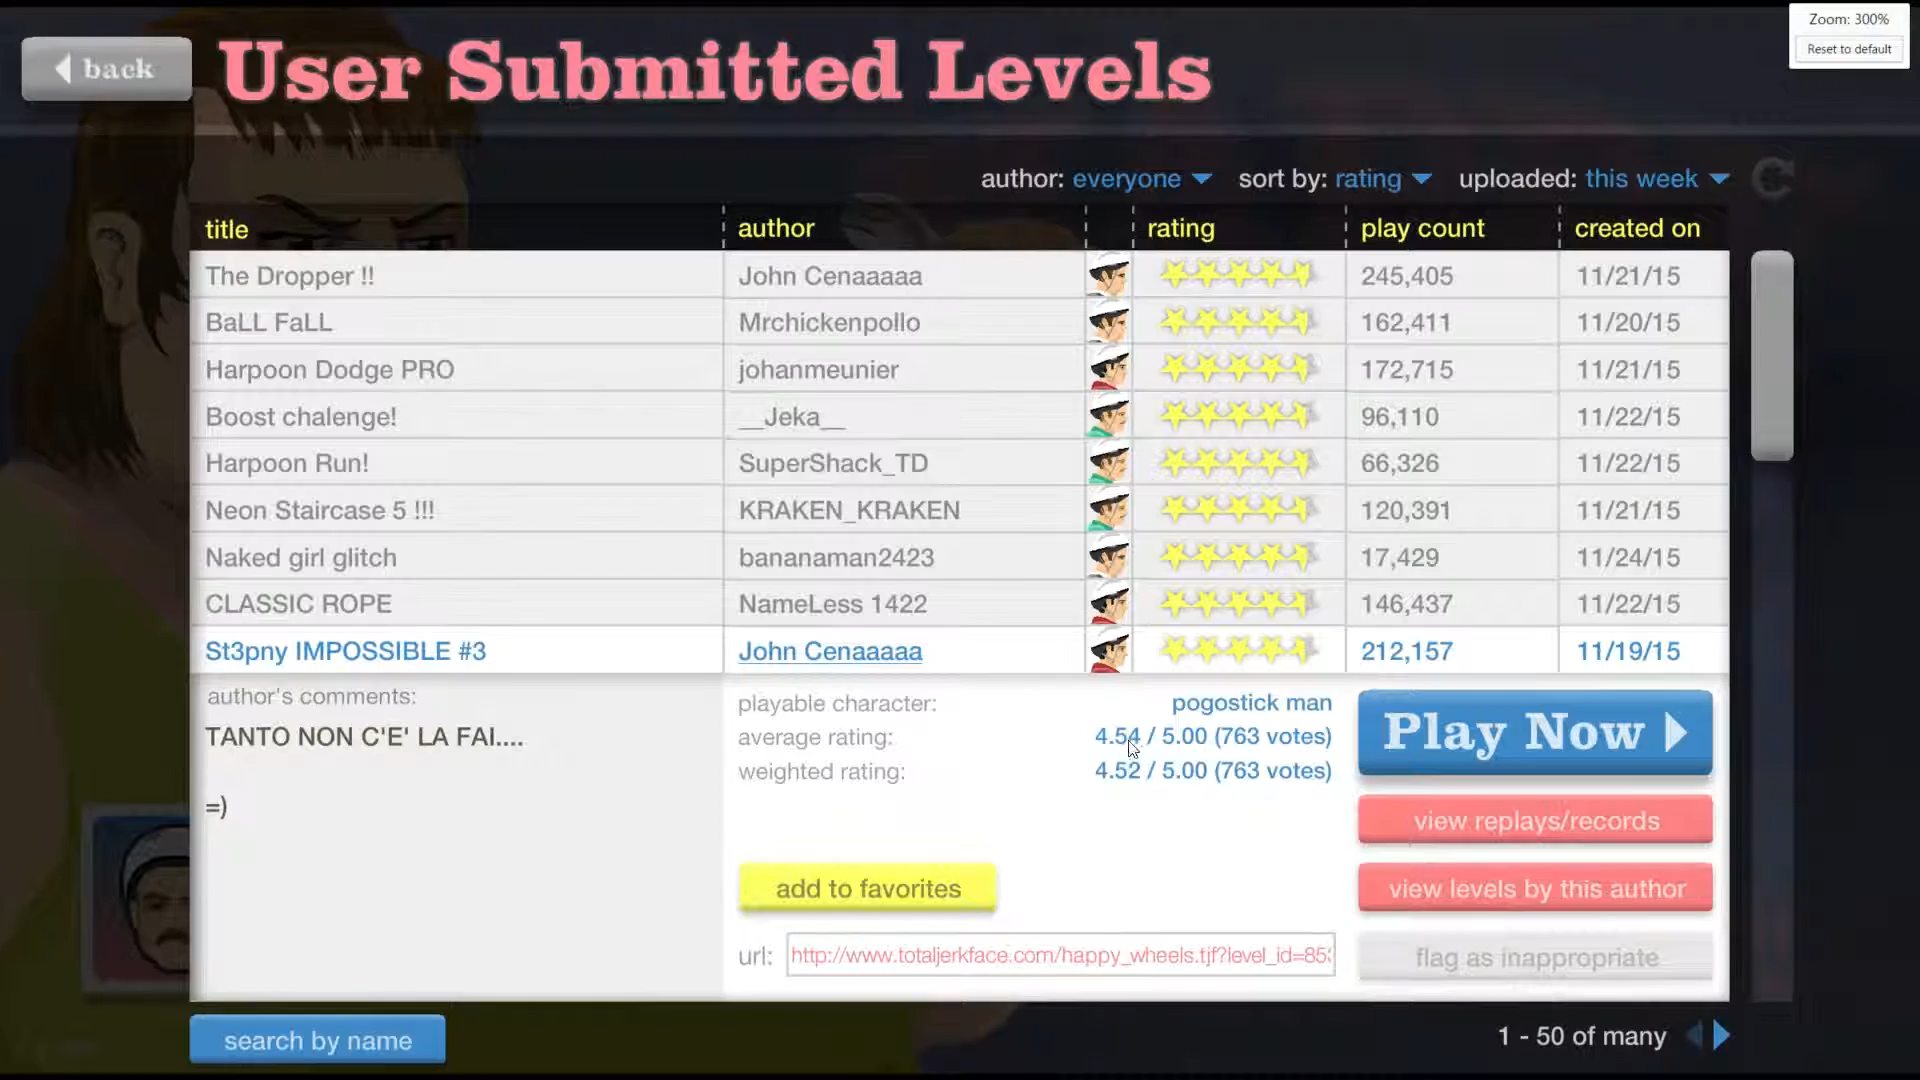 back
User Submitted Levels
Zoom: 300%
Reset to default
author: everyone sort by: rating uploaded: this week
title author rating play count created on
The Dropper !! John Cenaaaaa 245,405 11/21/15
BaLL FaLL Mrchickenpollo 162,411 11/20/15
Harpoon Dodge PRO johanmeunier 172,715 11/21/15
Boost chalenge! __Jeka__ 96,110 11/22/15
Harpoon Run! SuperShack_TD 66,326 11/22/15
Neon Staircase 5 !!! KRAKEN_KRAKEN 120,391 11/21/15
Naked girl glitch bananaman2423 17,429 11/24/15
CLASSIC ROPE NameLess 1422 146,437 11/22/15
St3pny IMPOSSIBLE #3 John Cenaaaaa 212,157 11/19/15
author's comments:
TANTO NON C'E' LA FAI....
=)
playable character: pogostick man
average rating: 4.54 / 5.00 (763 votes)
weighted rating: 4.52 / 5.00 (763 votes)
add to favorites
url: http://www.totaljerkface.com/happy_wheels.tjf?level_id=85
Play Now
view replays/records
view levels by this author
flag as inappropriate
search by name
1 - 50 of many